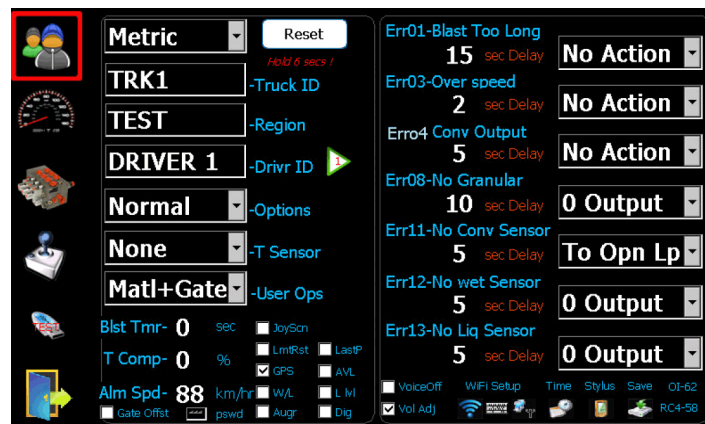 Metric
Reset
Hold 6 secs !
TRK1 -Truck ID
TEST -Region
DRIVER 1 -Drivr ID 1
Normal -Options
None -T Sensor
Matl+Gate -User Ops
Blst Tmr- 0 sec JoyScn
LmtRst LastP
T Comp- 0 %
GPS AVL
Alm Spd- 88 km/hr W/L L lvl
Gate Offst pswd Augr Dig
Err01-Blast Too Long
15 sec Delay No Action
Err03-Over speed
2 sec Delay No Action
Erro4 Conv Output
5 sec Delay No Action
Err08-No Granular
10 sec Delay 0 Output
Err11-No Conv Sensor
5 sec Delay To Opn Lp
Err12-No wet Sensor
5 sec Delay 0 Output
Err13-No Liq Sensor
5 sec Delay 0 Output
VoiceOff WiFi Setup Time Stylus Save OI-62
Vol Adj RC4-58